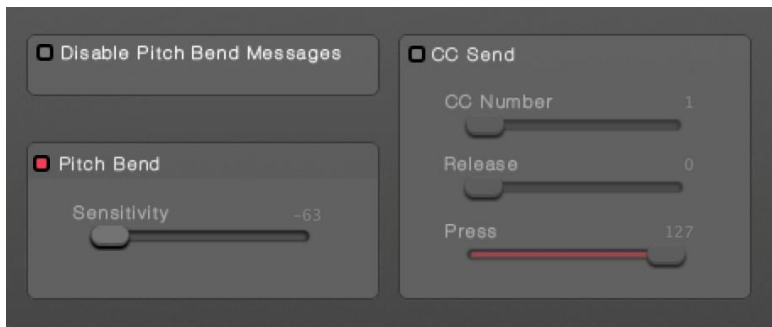 Disable Pitch Bend Messages
Pitch Bend
Sensitivity -63
CC Send
CC Number 1
Release 0
Press 127